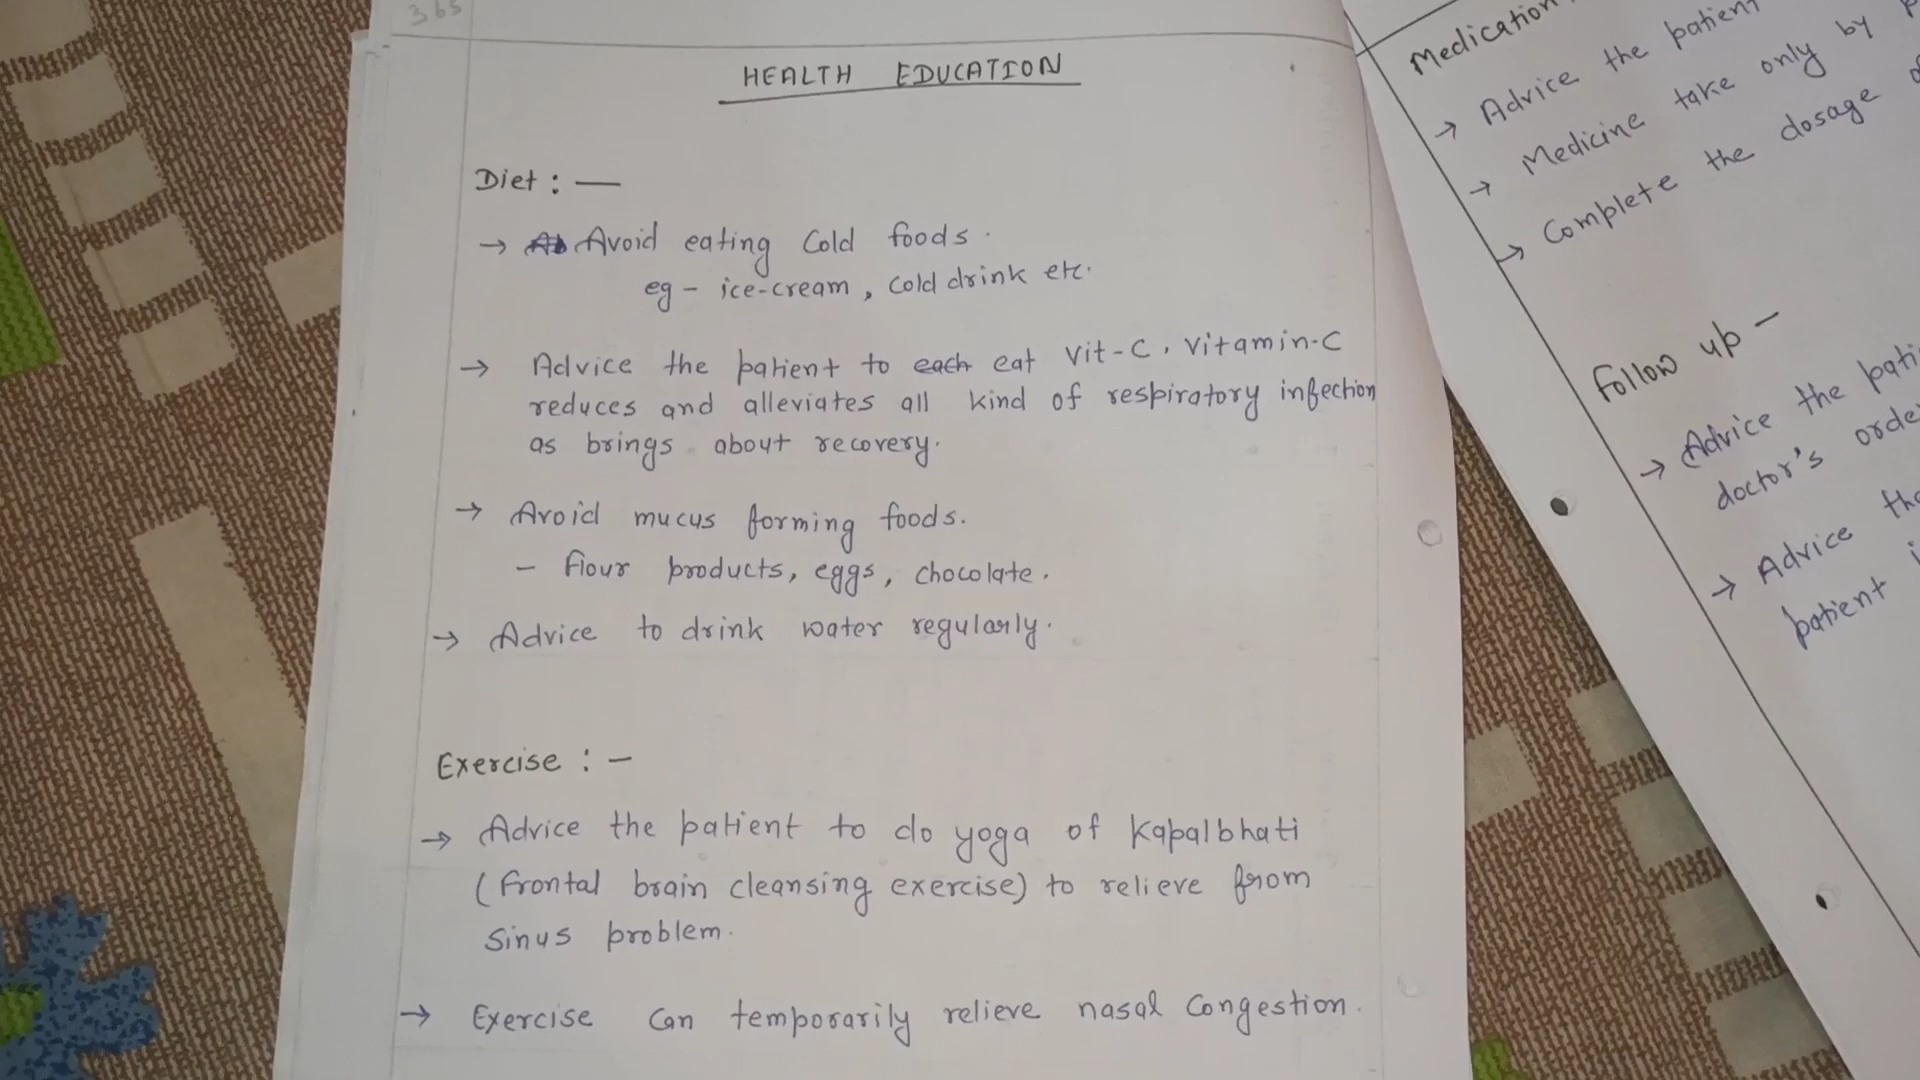 365
HEALTH EDUCATION
Diet : —
→ Avoid eating Cold foods.
eg - ice-cream, cold drink etc.
→ Advice the patient to each eat Vit-C. Vitamin-C
reduces and alleviates all kind of respiratory infection
as brings about recovery.
→ Avoid mucus forming foods.
- flour products, eggs, chocolate.
→ Advice to drink water regularly.
Exercise : —
→ Advice the patient to do yoga of Kapalbhati
(frontal brain cleansing exercise) to relieve from
Sinus problem.
→ Exercise can temporarily relieve nasal Congestion.
Medication
→ Advice the patient
→ Medicine take only by
→ Complete the dosage
Follow up —
→ Advice the
doctor's
→ Advice
patient